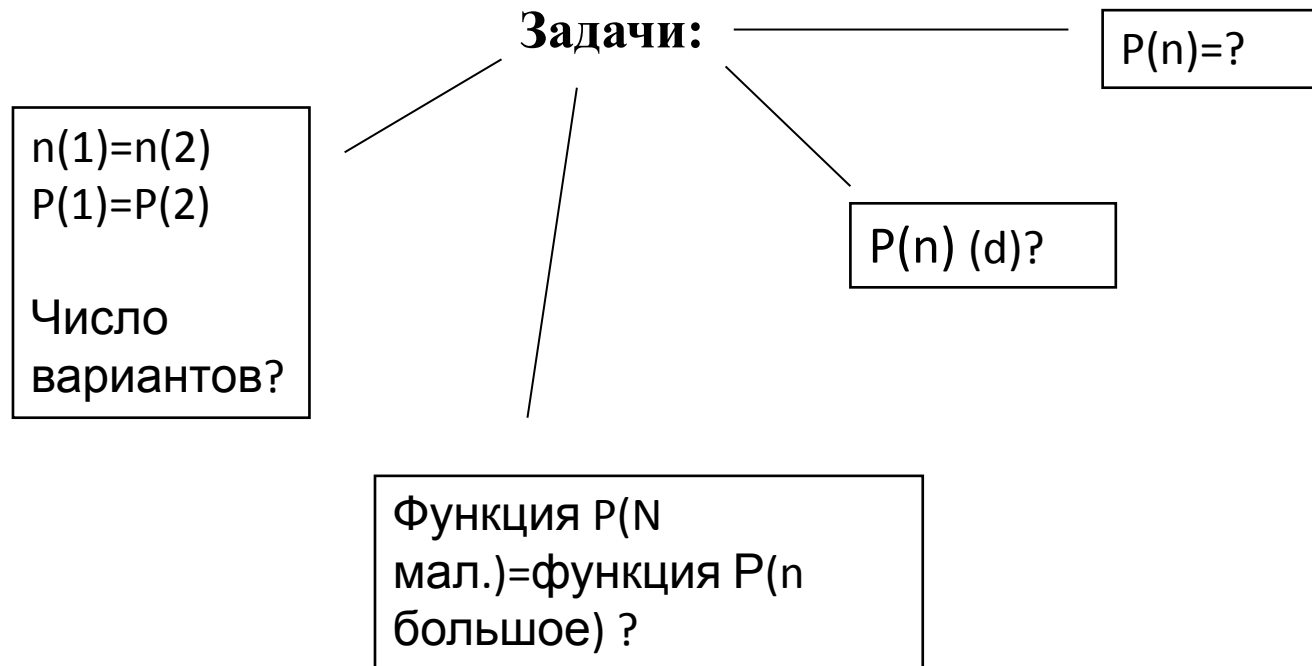 Задачи:
P(n)=?
n(1)=n(2)
P(1)=P(2)
Число
вариантов?
P(n) (d)?
Функция P(N
мал.)=функция P(n
большое) ?